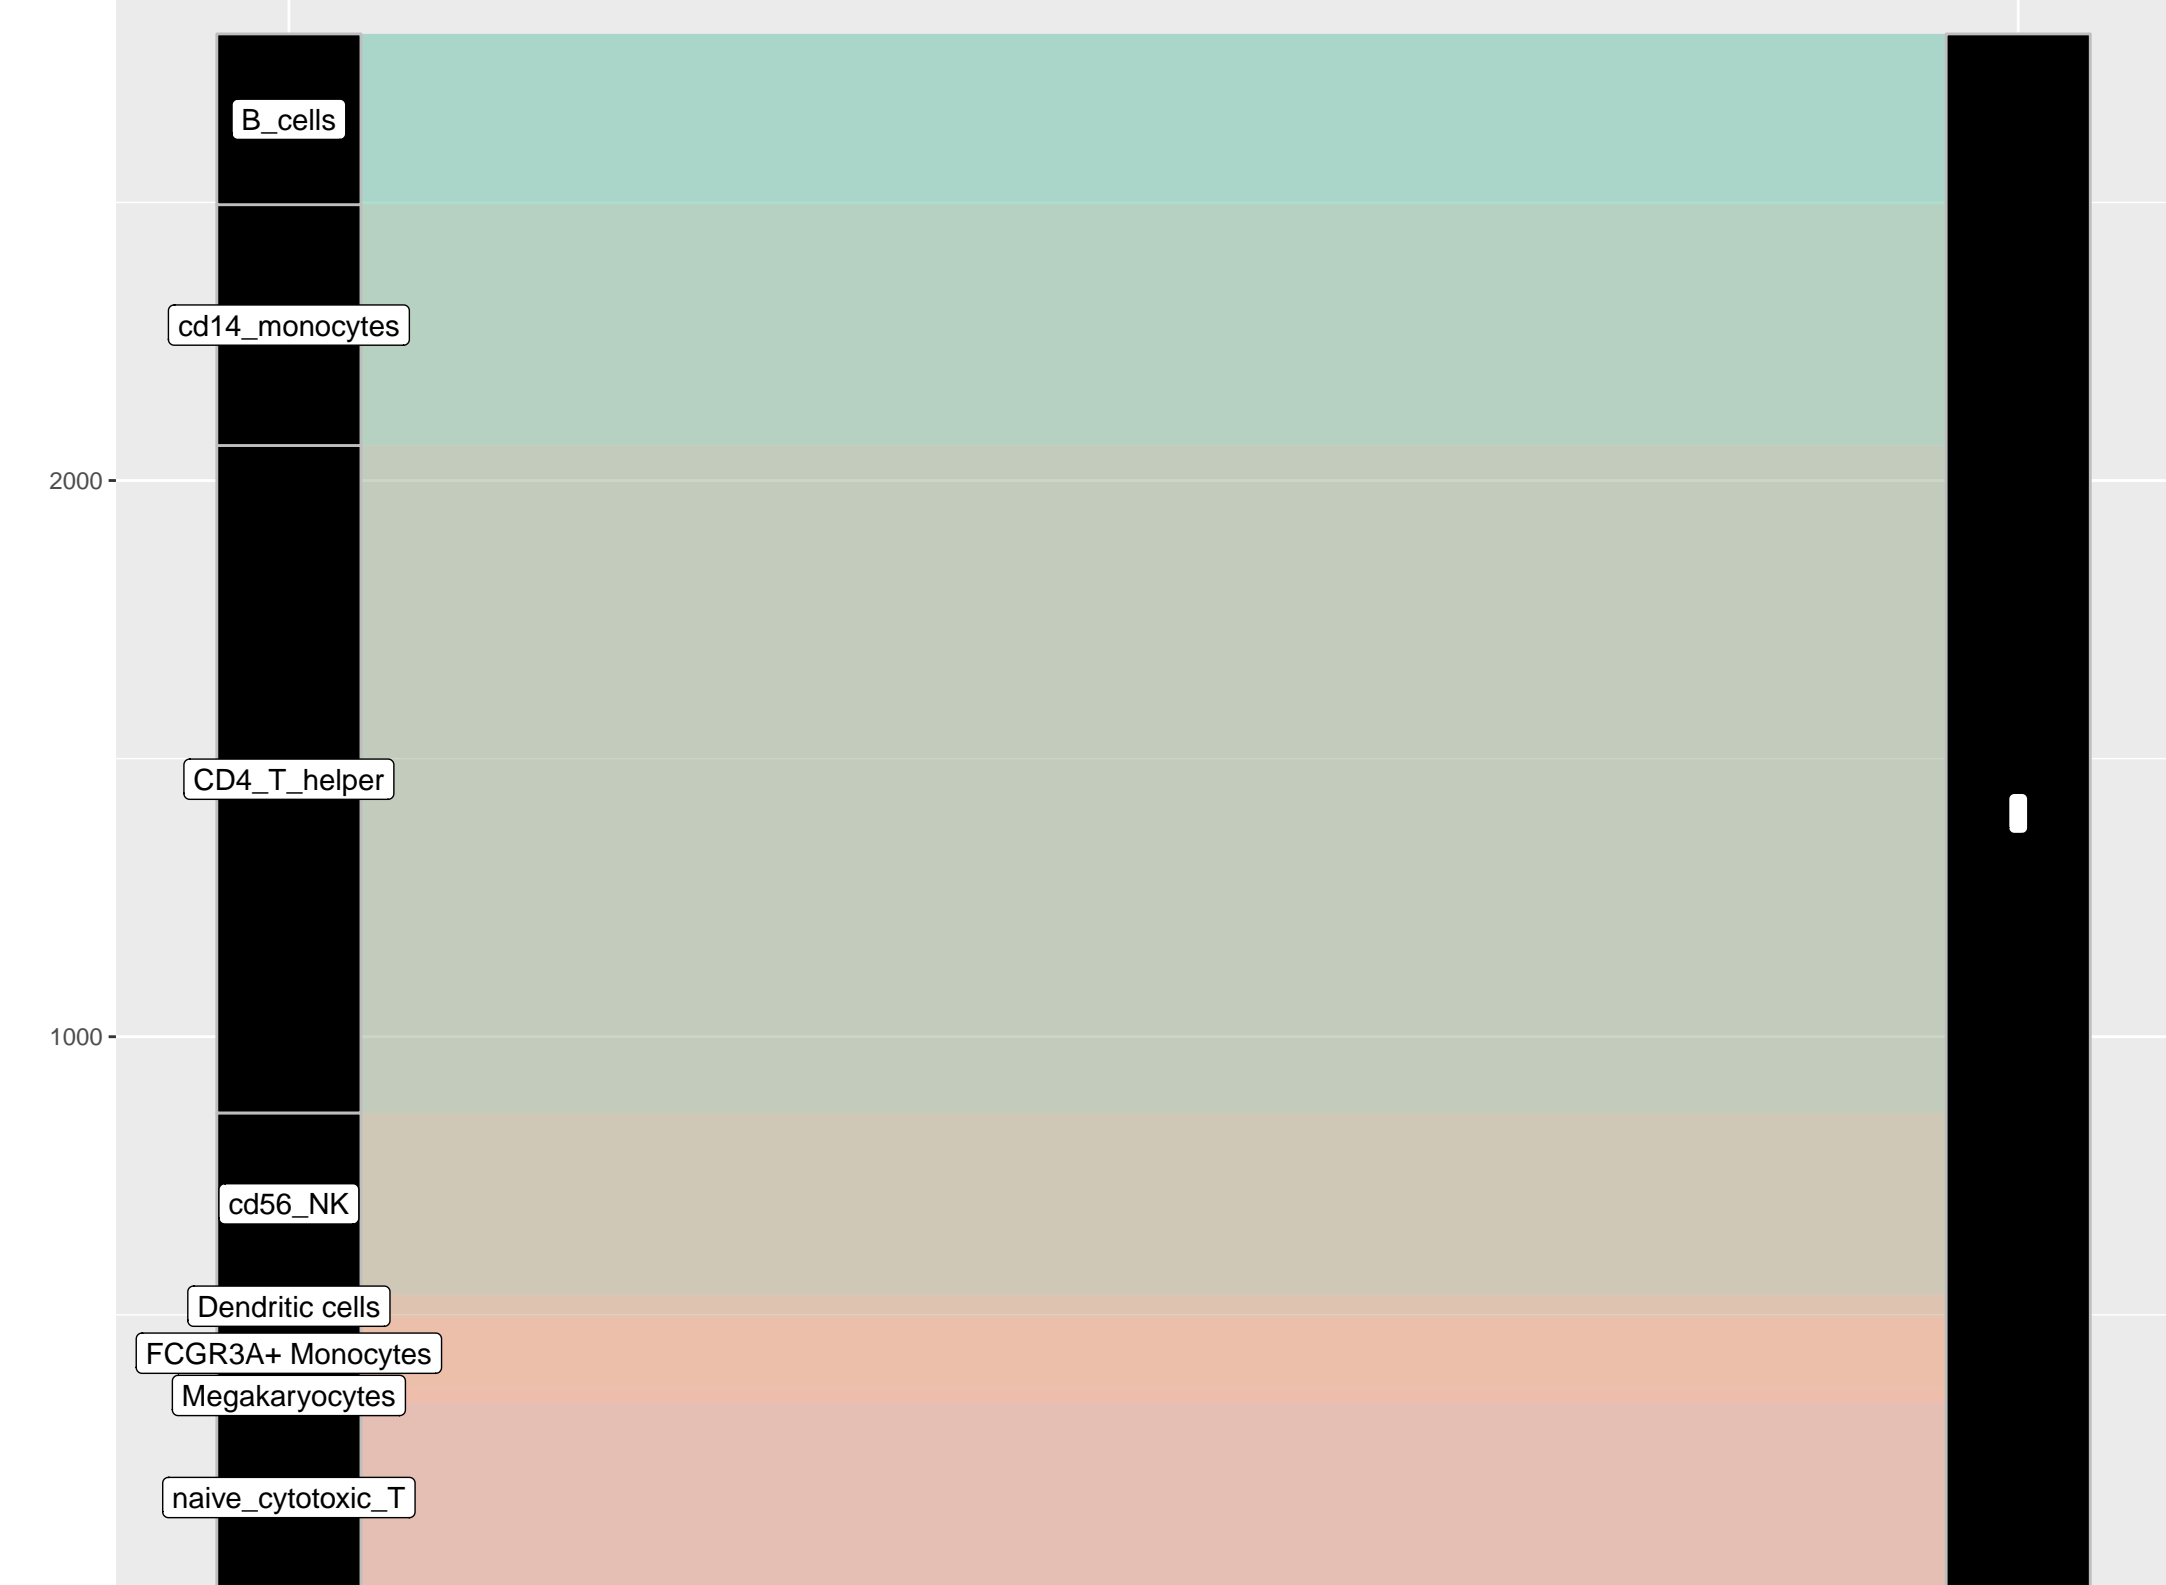 B_cells
cd14_monocytes
2000
CD4_T_helper
1000
cd56_NK
Dendritic cells
FCGR3A+ Monocytes
Megakaryocytes
naive_cytotoxic_T